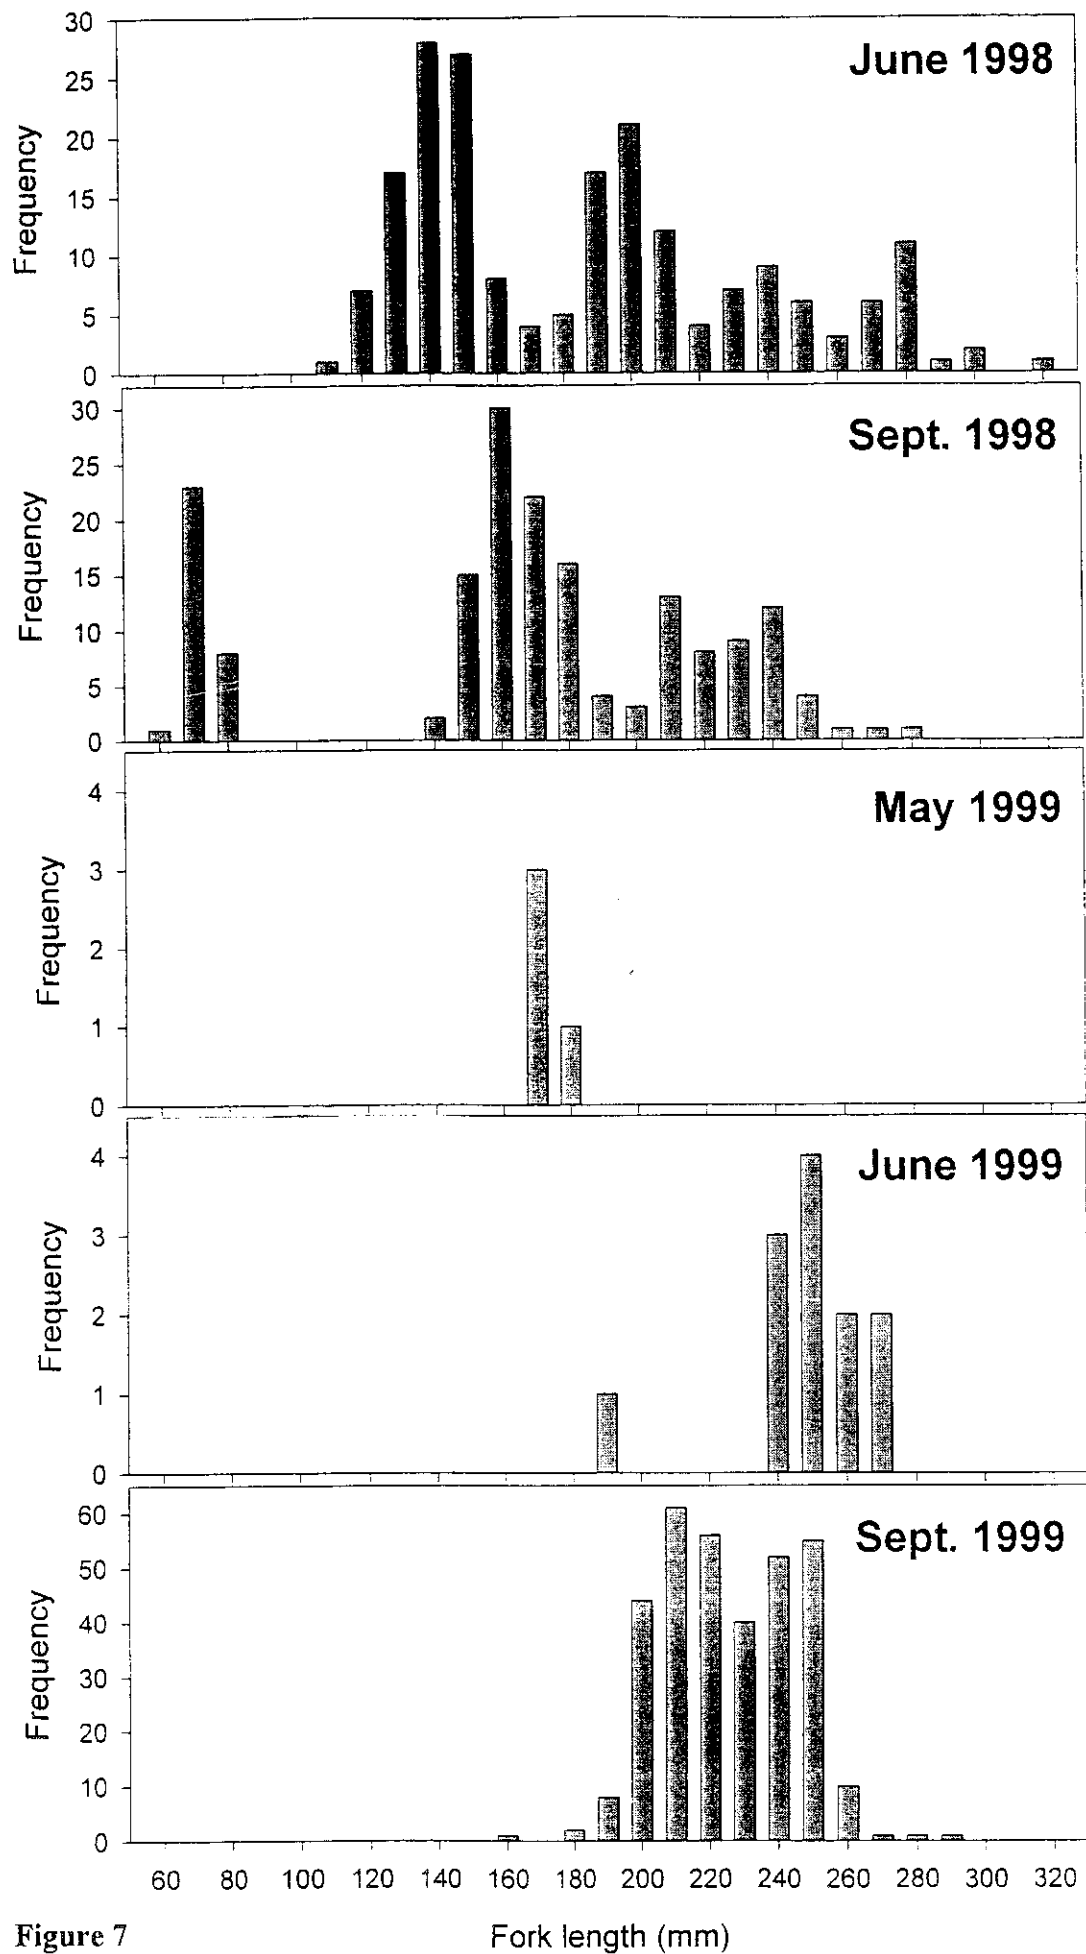 June 1998
Frequency
30
25
20
15
10
5
0
Sept. 1998
Frequency
30
25
20
15
10
5
0
May 1999
Frequency
4
3
2
1
0
June 1999
Frequency
4
3
2
1
0
Sept. 1999
Frequency
60
50
40
30
20
10
0
60 80 100 120 140 160 180 200 220 240 260 280 300 320
Figure 7 Fork length (mm)